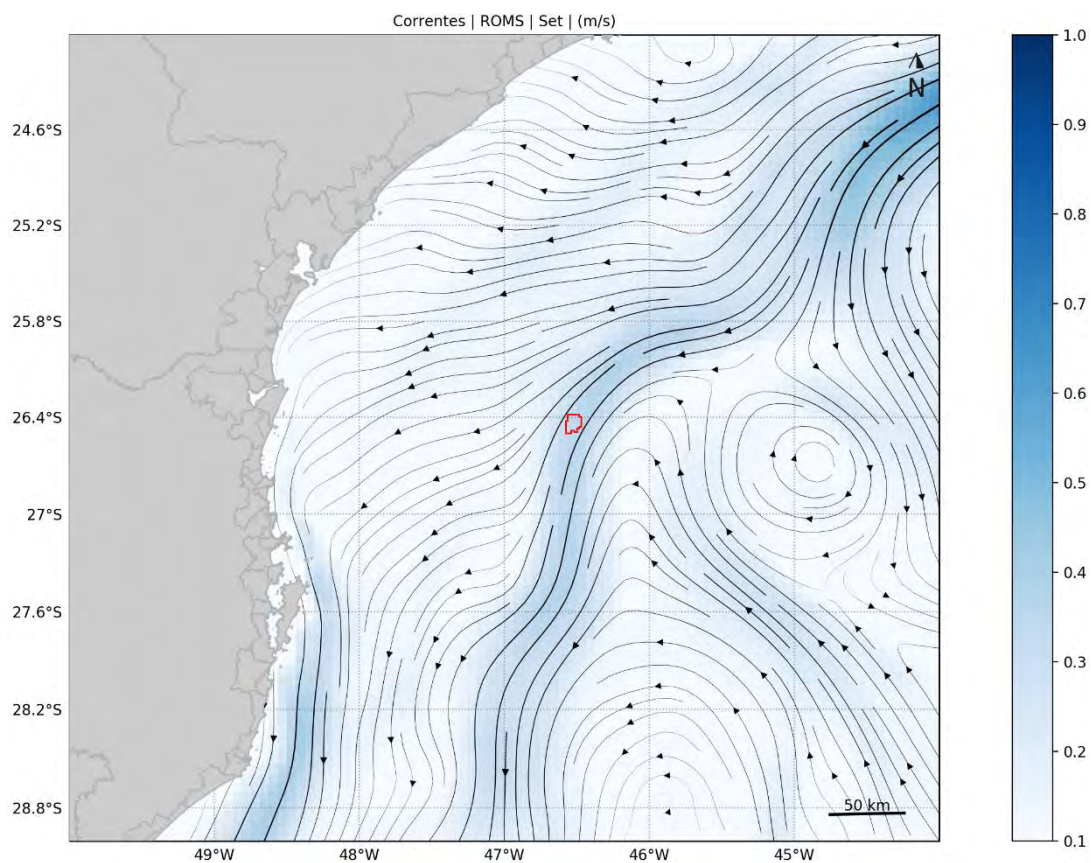 Correntes | ROMS | Set | (m/s)
N
24.6°S
25.2°S
25.8°S
26.4°S
27°S
27.6°S
28.2°S
28.8°S
49°W
48°W
47°W
46°W
45°W
50 km
1.0
0.9
0.8
0.7
0.6
0.5
0.4
0.3
0.2
0.1